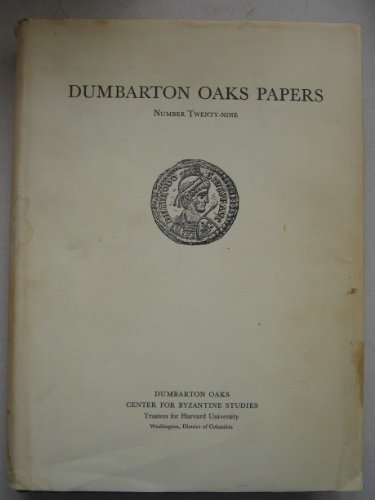 DUMBARTON OAKS PAPERS
NUMBER TWENTY-NINE
DUMBARTON OAKS
CENTER FOR BYZANTINE STUDIES
Trustees for Harvard University
Washington, District of Columbia